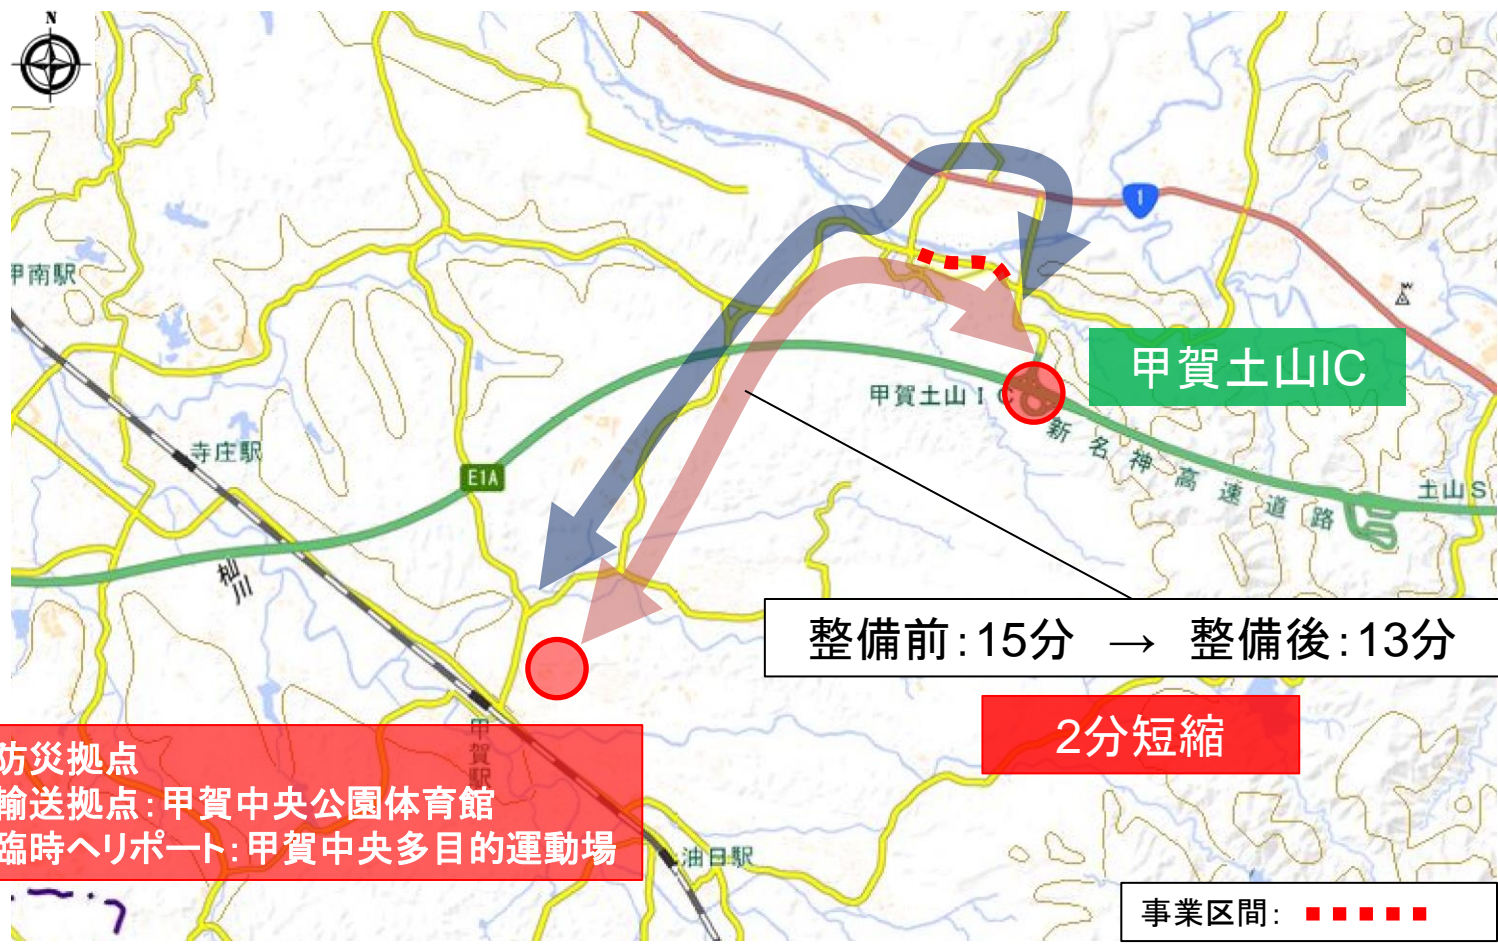 N
1
甲南駅
甲賀土山IC
甲賀土山IC
寺庄駅
E1A
新名神高速道路
土山S
杣川
整備前:15分 → 整備後:13分
2分短縮
甲賀駅
防災拠点
輸送拠点:甲賀中央公園体育館
臨時ヘリポート:甲賀中央多目的運動場
油日駅
事業区間: